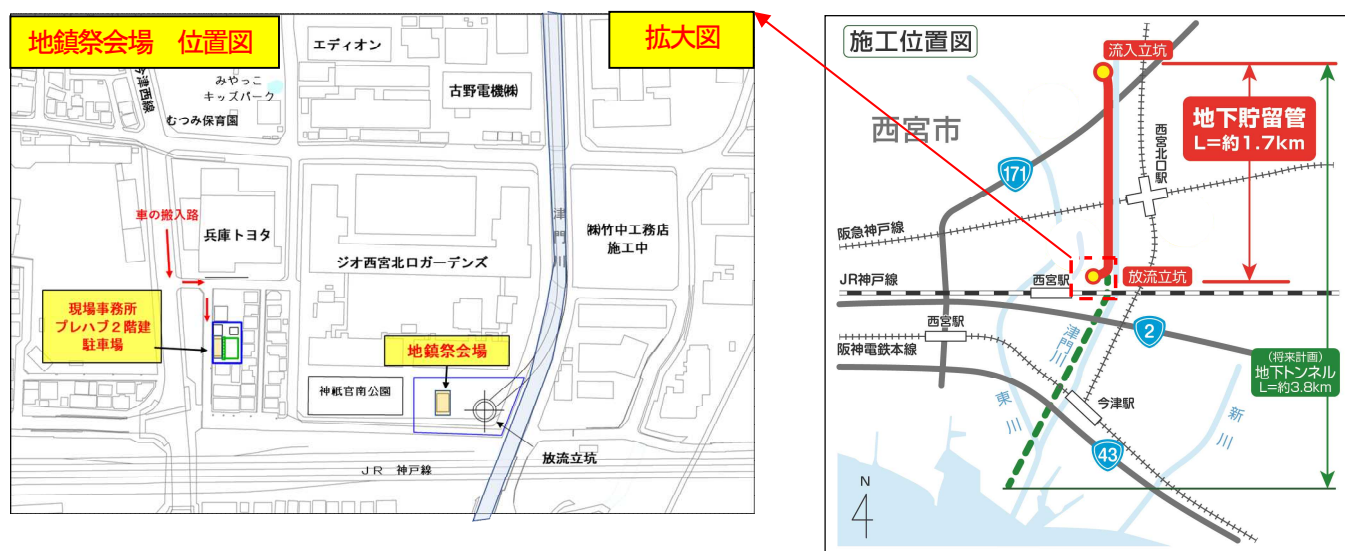 地鎮祭会場 位置図
拡大図
今津西線
エディオン
みやっこ
キッズパーク
むつみ保育園
古野電機㈱
車の搬入路
兵庫トヨタ
ジオ西宮北口ガーデンズ
津門川
㈱竹中工務店
施工中
現場事務所
プレハブ2階建
駐車場
地鎮祭会場
神祇官南公園
放流立坑
JR 神戸線
施工位置図
流入立坑
西宮市
地下貯留管
L=約1.7km
西宮北口駅
171
阪急神戸線
JR神戸線
西宮駅
放流立坑
西宮駅
阪神電鉄本線
津門川
2
(将来計画)
地下トンネル
L=約3.8km
東川
今津駅
新川
43
N